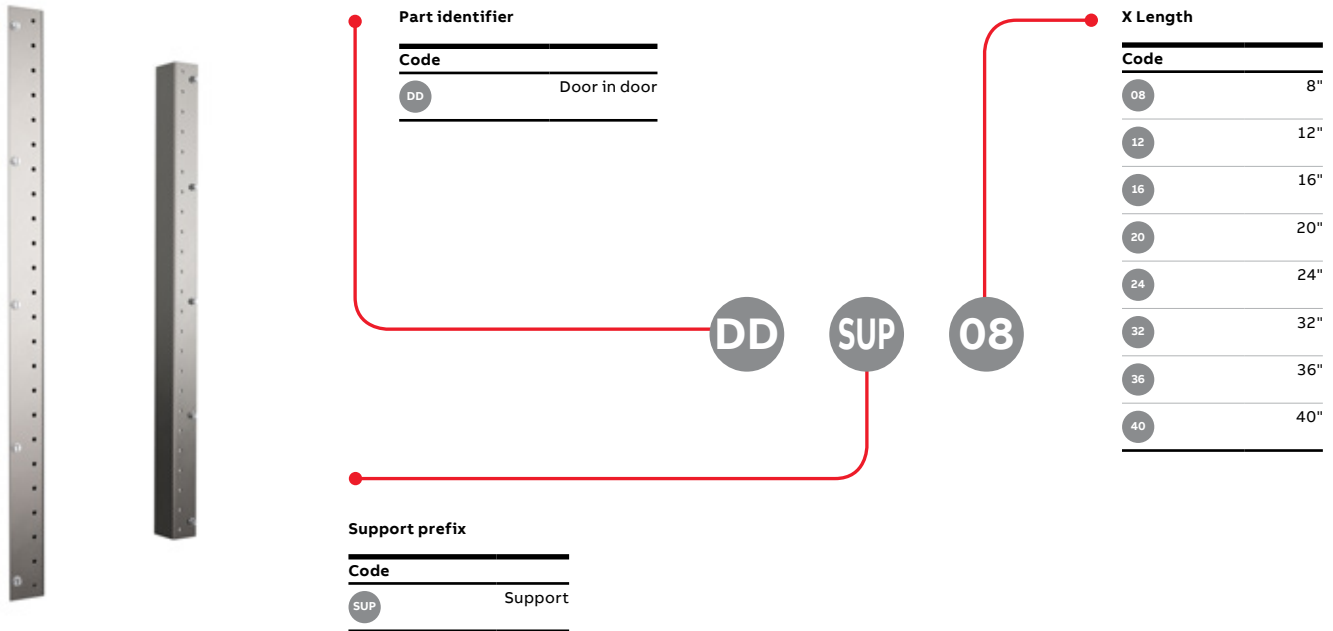 Part identifier
Code
DD Door in door
X Length
Code
08 8"
12 12"
16 16"
20 20"
24 24"
32 32"
36 36"
40 40"
DD SUP 08
Support prefix
Code
SUP Support